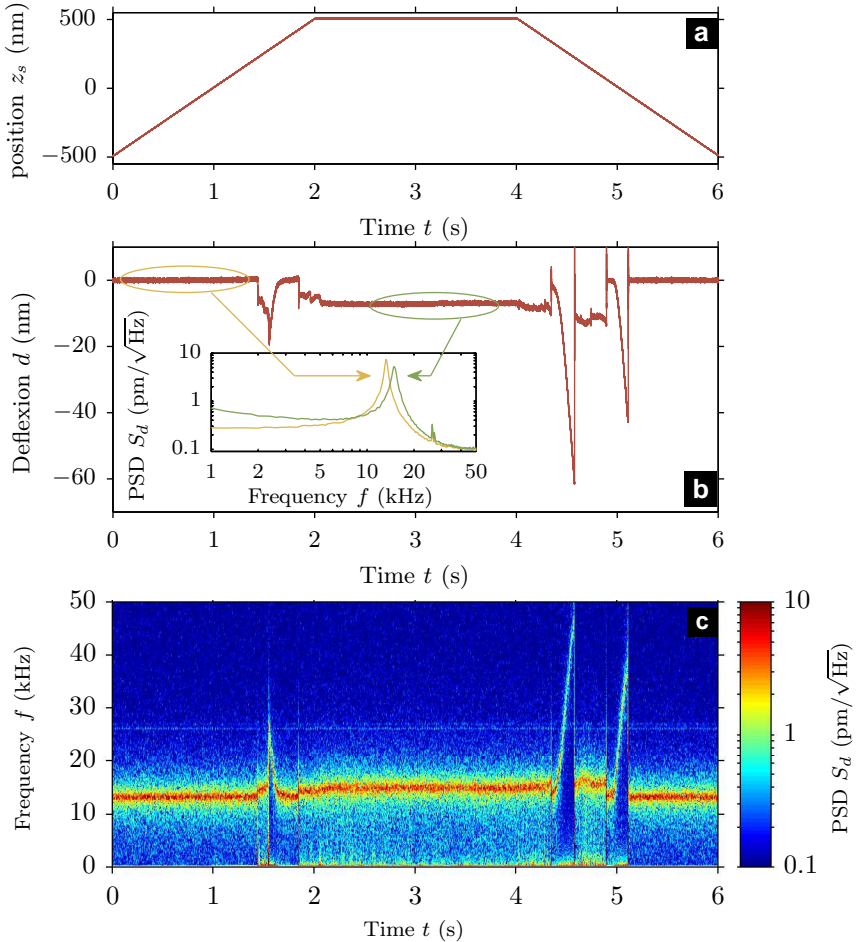 500
0
−500
position z_s (nm)
a
0 1 2 3 4 5 6
Time t (s)
0
−20
−40
−60
Deflexion d (nm)
PSD S_d (pm/√Hz)
10
1
0.1
1 2 5 10 20 50
Frequency f (kHz)
b
0 1 2 3 4 5 6
Time t (s)
50
40
30
20
10
0
Frequency f (kHz)
c
10
1
0.1
PSD S_d (pm/√Hz)
0 1 2 3 4 5 6
Time t (s)